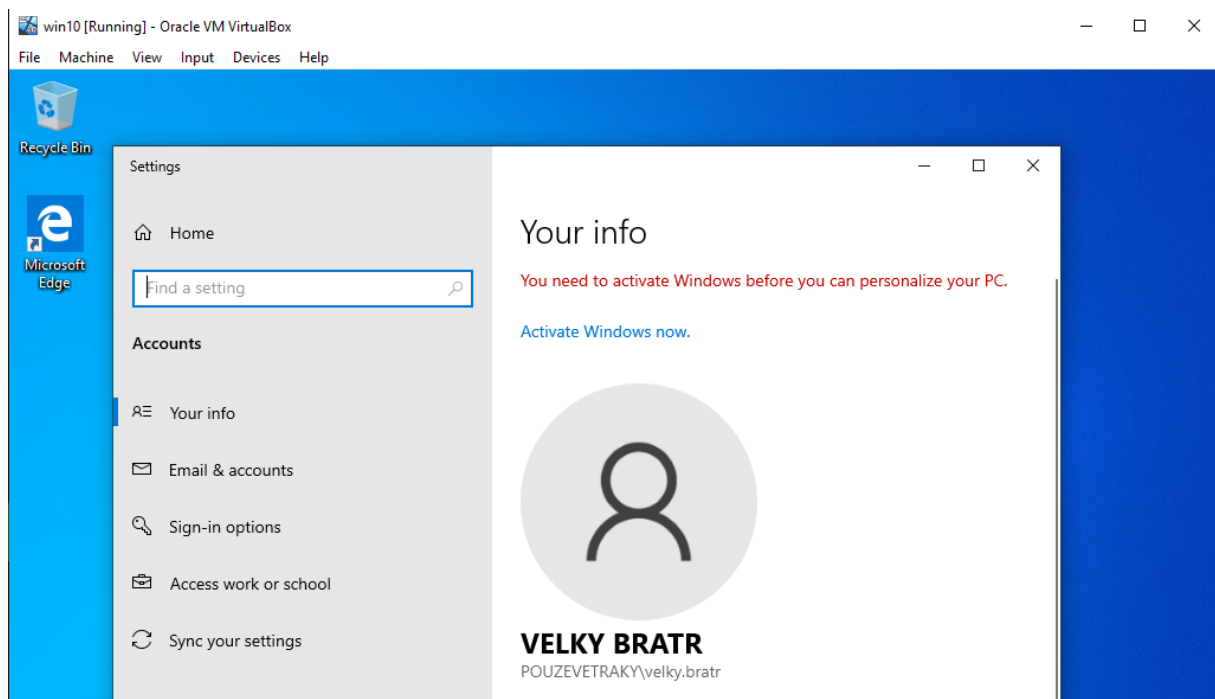 win10 [Running] - Oracle VM VirtualBox
File Machine View Input Devices Help
Recycle Bin
Microsoft
Edge
Settings
Home
Find a setting
Accounts
Your info
Email & accounts
Sign-in options
Access work or school
Sync your settings
Your info
You need to activate Windows before you can personalize your PC.
Activate Windows now.
VELKY BRATR
POUZEVETRAKY\velky.bratr